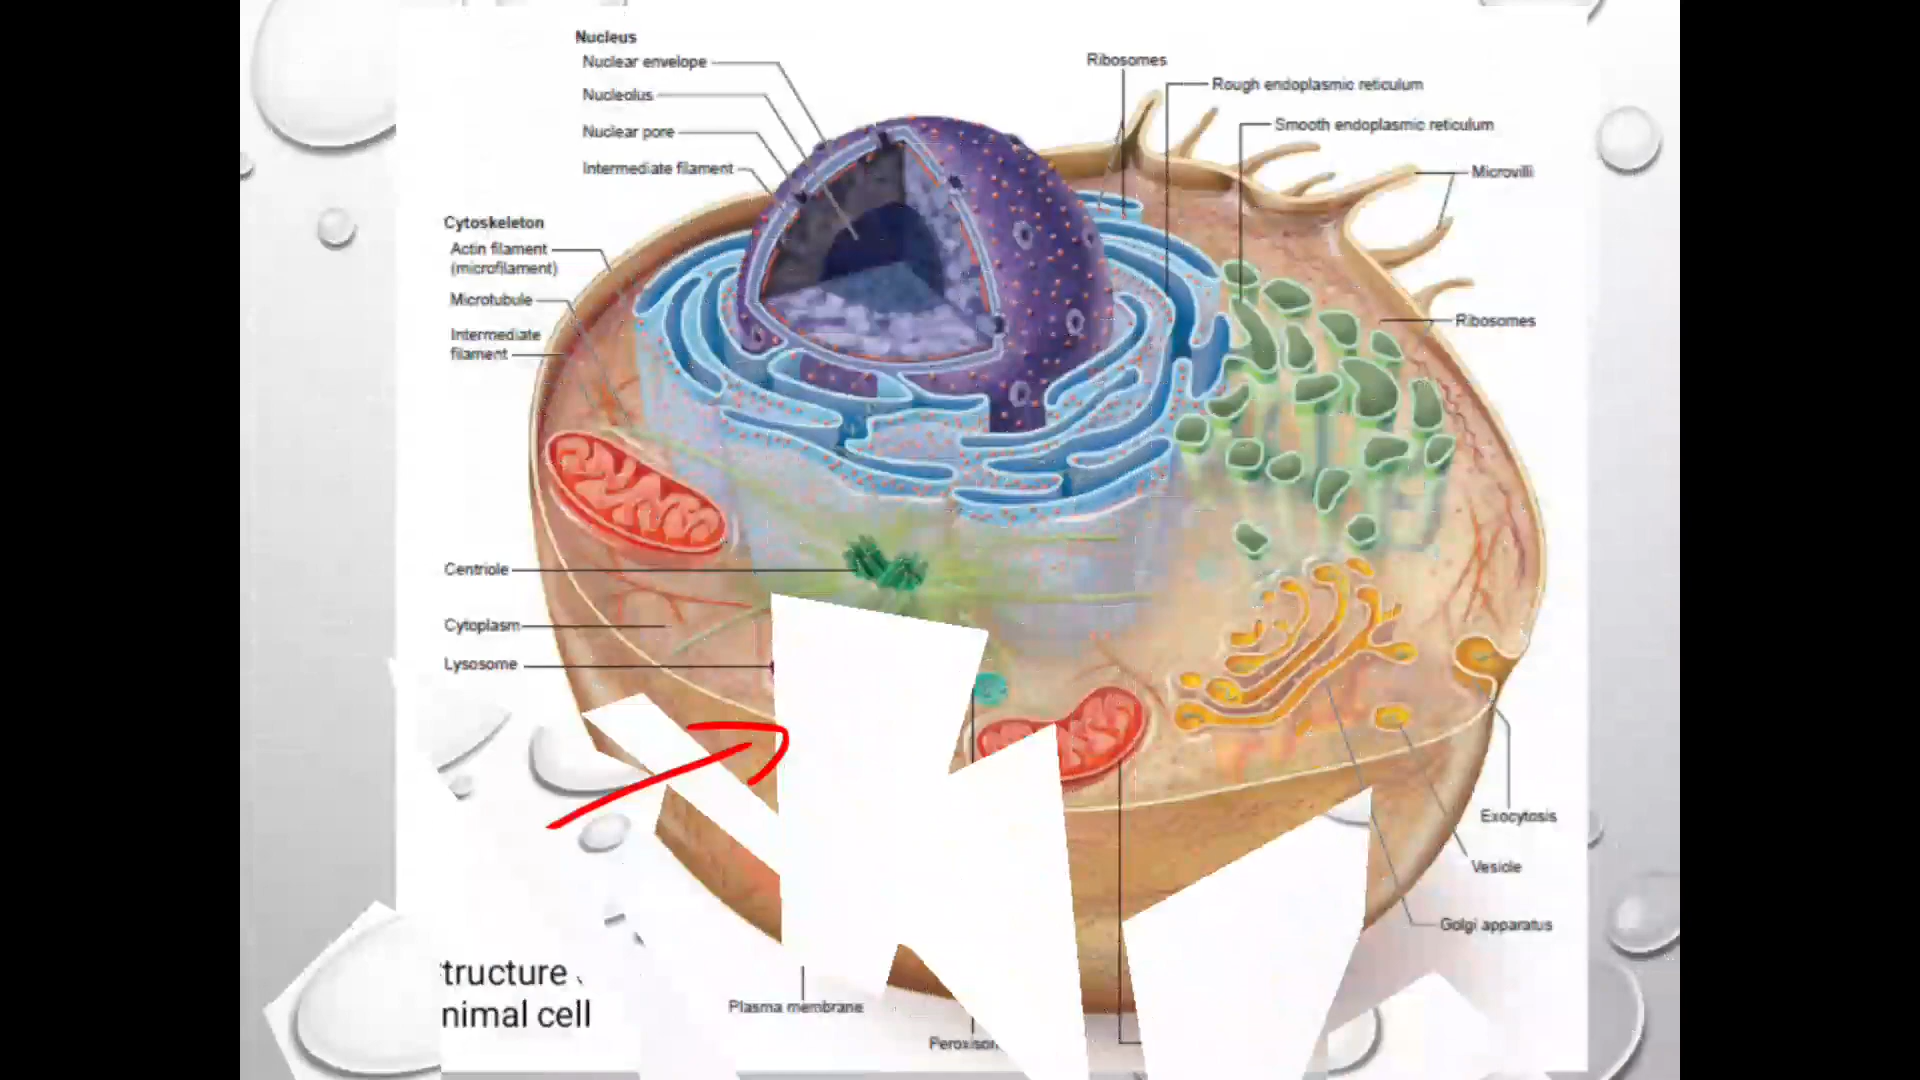 Nucleus
Nuclear envelope
Nucleolus
Nuclear pore
Intermediate filament
Ribosomes
Rough endoplasmic reticulum
Smooth endoplasmic reticulum
Microvilli
Cytoskeleton
Actin filament
(microfilament)
Microtubule
Intermediate
filament
Ribosomes
Centriole
Cytoplasm
Lysosome
Exocytosis
Vesicle
Golgi apparatus
tructure
nimal cell
Plasma membrane
Peroxison